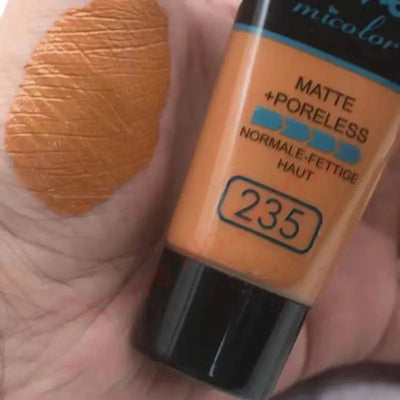 micolor
MATTE
+PORELESS
NORMALE-FETTIGE
HAUT
235